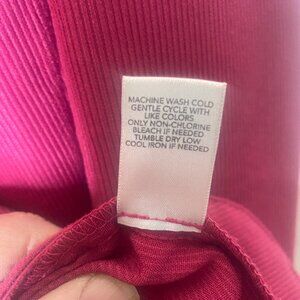 MACHINE WASH COLD
GENTLE CYCLE WITH
LIKE COLORS
ONLY NON-CHLORINE
BLEACH IF NEEDED
TUMBLE DRY LOW
COOL IRON IF NEEDED